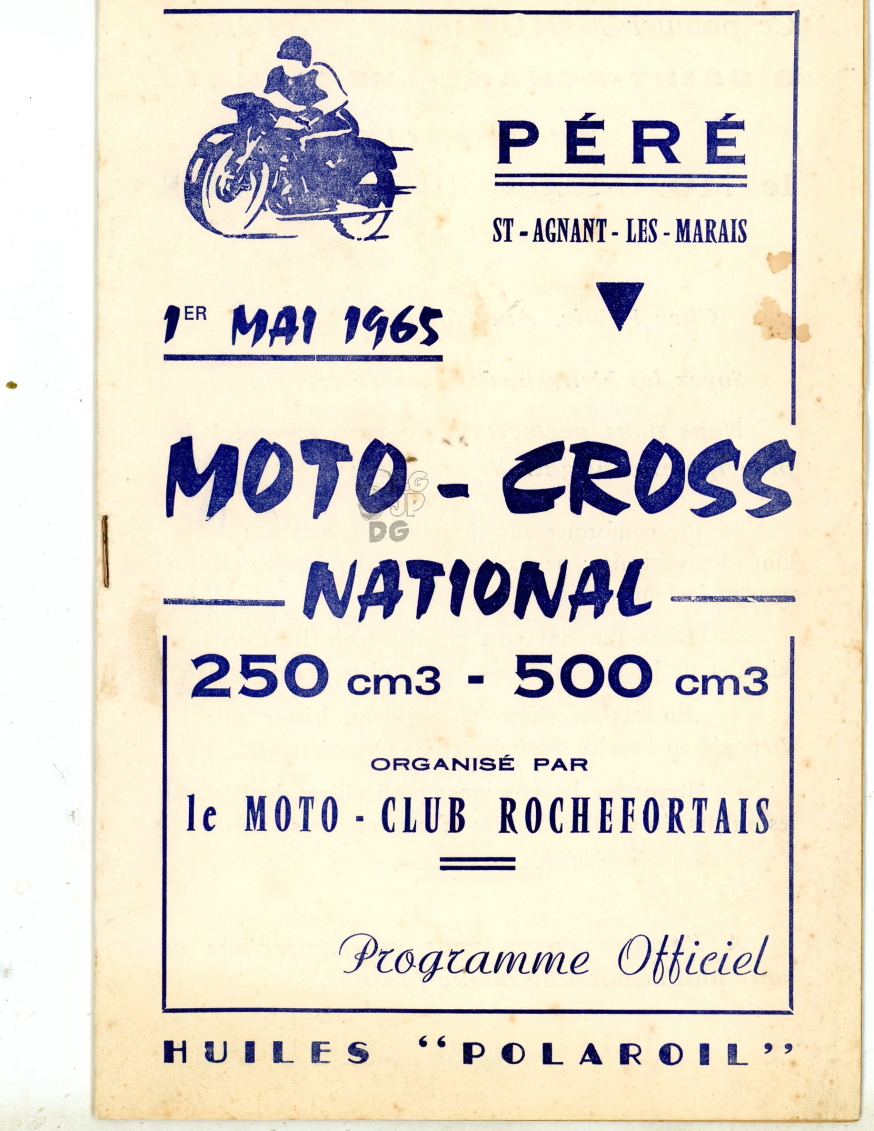 PÉRÉ
ST-AGNANT-LES-MARAIS
1ER MAI 1965
MOTO-CROSS
NATIONAL
250 cm3 - 500 cm3
ORGANISÉ PAR
le MOTO-CLUB ROCHEFORTAIS
Programme Officiel
HUILES “POLAROIL”